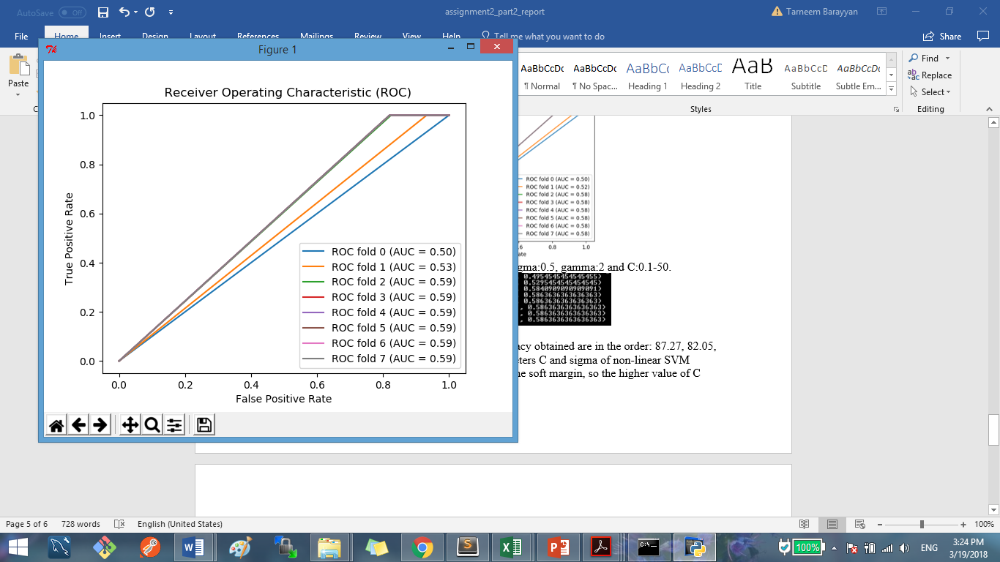 AutoSave Off
assignment2_part2_report
Tarneem Barayyan
File Home Insert Design Layout References Mailings Review View Help Tell me what you want to do
Share
Paste
AaBbCcDc AaBbCcDc AaBbCc AaBbCcD AaB AaBbCcD AaBbCcDc
¶ Normal ¶ No Spac... Heading 1 Heading 2 Title Subtitle Subtle Em...
Styles
Find
Replace
Select
Editing
Figure 1
Receiver Operating Characteristic (ROC)
True Positive Rate
1.0
0.8
0.6
0.4
0.2
0.0
ROC fold 0 (AUC = 0.50)
ROC fold 1 (AUC = 0.53)
ROC fold 2 (AUC = 0.59)
ROC fold 3 (AUC = 0.59)
ROC fold 4 (AUC = 0.59)
ROC fold 5 (AUC = 0.59)
ROC fold 6 (AUC = 0.59)
ROC fold 7 (AUC = 0.59)
0.0 0.2 0.4 0.6 0.8 1.0
False Positive Rate
ROC fold 0 (AUC = 0.50)
ROC fold 1 (AUC = 0.52)
ROC fold 2 (AUC = 0.58)
ROC fold 3 (AUC = 0.58)
ROC fold 4 (AUC = 0.58)
ROC fold 5 (AUC = 0.58)
ROC fold 6 (AUC = 0.58)
ROC fold 7 (AUC = 0.58)
0.8 1.0
gma:0.5, gamma:2 and C:0.1-50.
0.4954545454545455)
0.5295454545454545)
0.5840909090909091)
0.5863636363636363)
0.5863636363636363)
, 0.5863636363636363)
, 0.5863636363636363)
, 0.5863636363636363)
cy obtained are in the order: 87.27, 82.05,
ters C and sigma of non-linear SVM
e soft margin, so the higher value of C
Page 5 of 6 728 words English (United States)
100%
100%
ENG
3:24 PM
3/19/2018